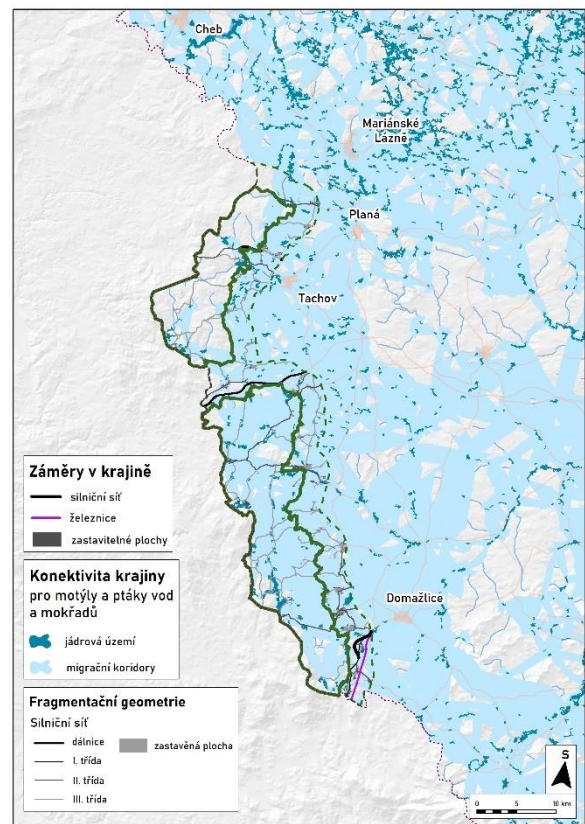 Cheb
Mariánské
Lázně
Planá
Tachov
Domažlice
Záměry v krajině
silniční síť
železnice
zastavitelné plochy
Konektivita krajiny
pro motýly a ptáky vod
a mokřadů
jádrová území
migrační koridory
Fragmentační geometrie
Silniční síť
dálnice
zastavěná plocha
I. třída
II. třída
III. třída
S
0 5 10 km